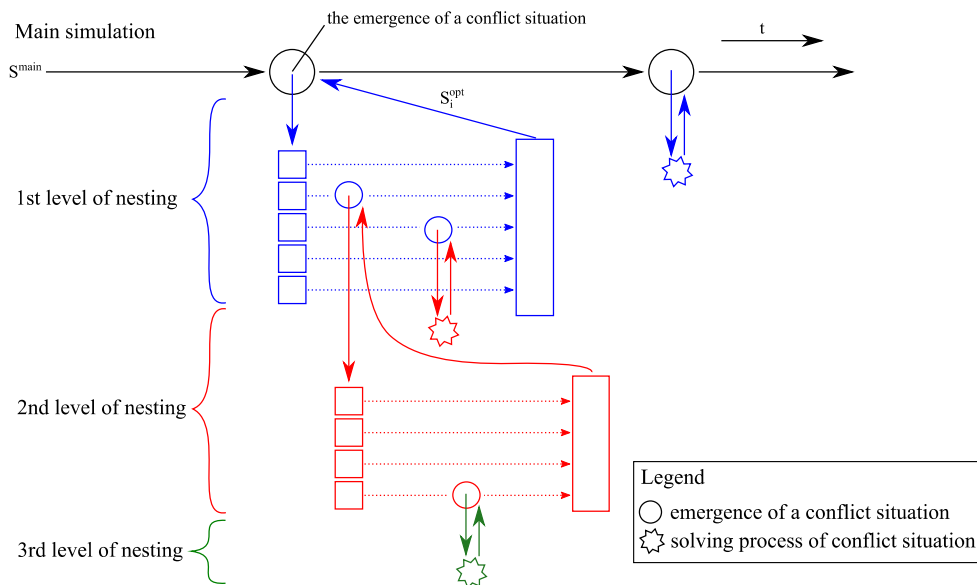 the emergence of a conflict situation
Main simulation
t
S^main
S_i^opt
1st level of nesting
2nd level of nesting
3rd level of nesting
Legend
emergence of a conflict situation
solving process of conflict situation